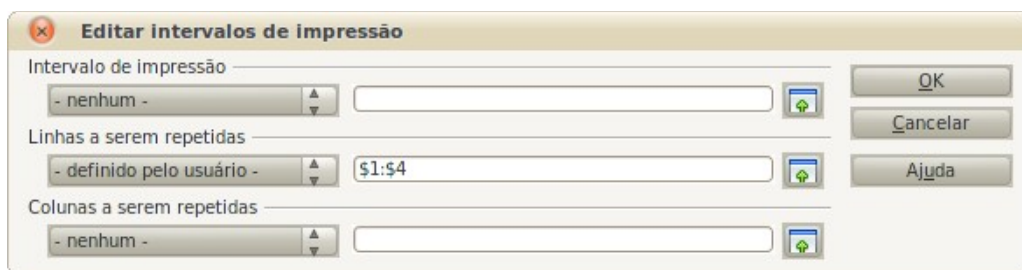 Editar intervalos de impressão
Intervalo de impressão
- nenhum -
OK
Linhas a serem repetidas
Cancelar
- definido pelo usuário -
$1:$4
Ajuda
Colunas a serem repetidas
- nenhum -